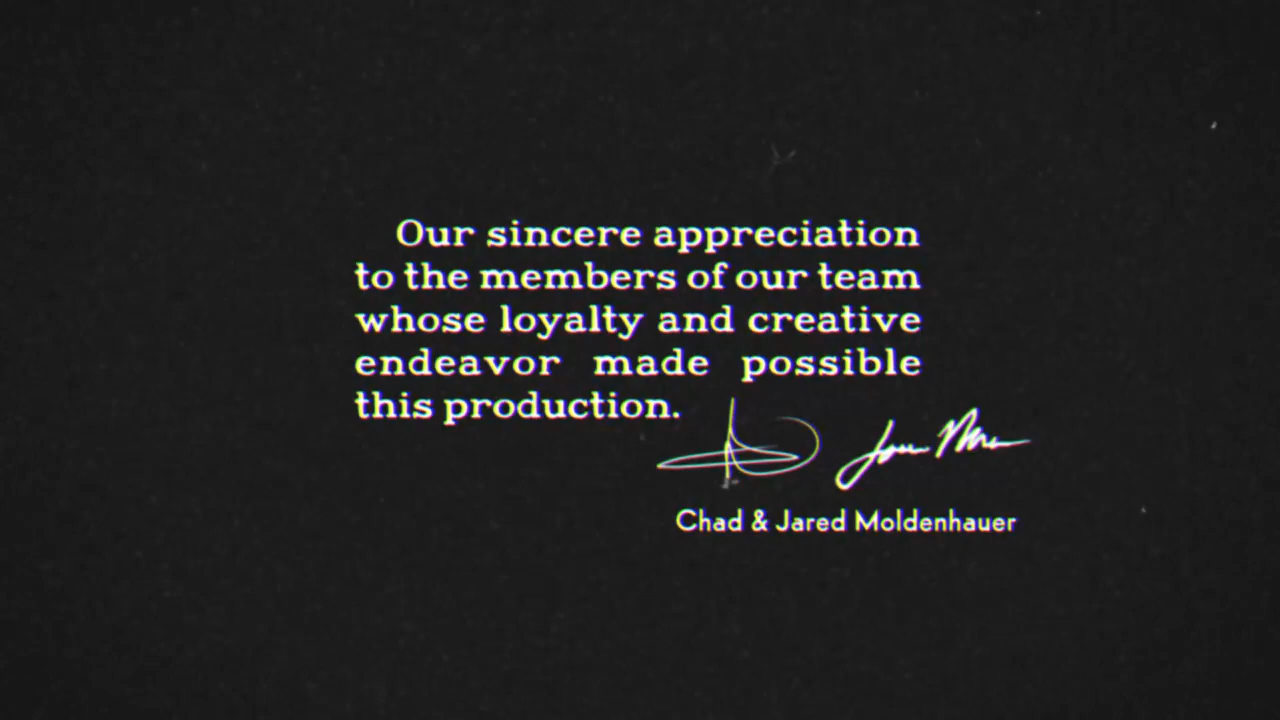 Our sincere appreciation
to the members of our team
whose loyalty and creative
endeavor made possible
this production.
Chad & Jared Moldenhauer